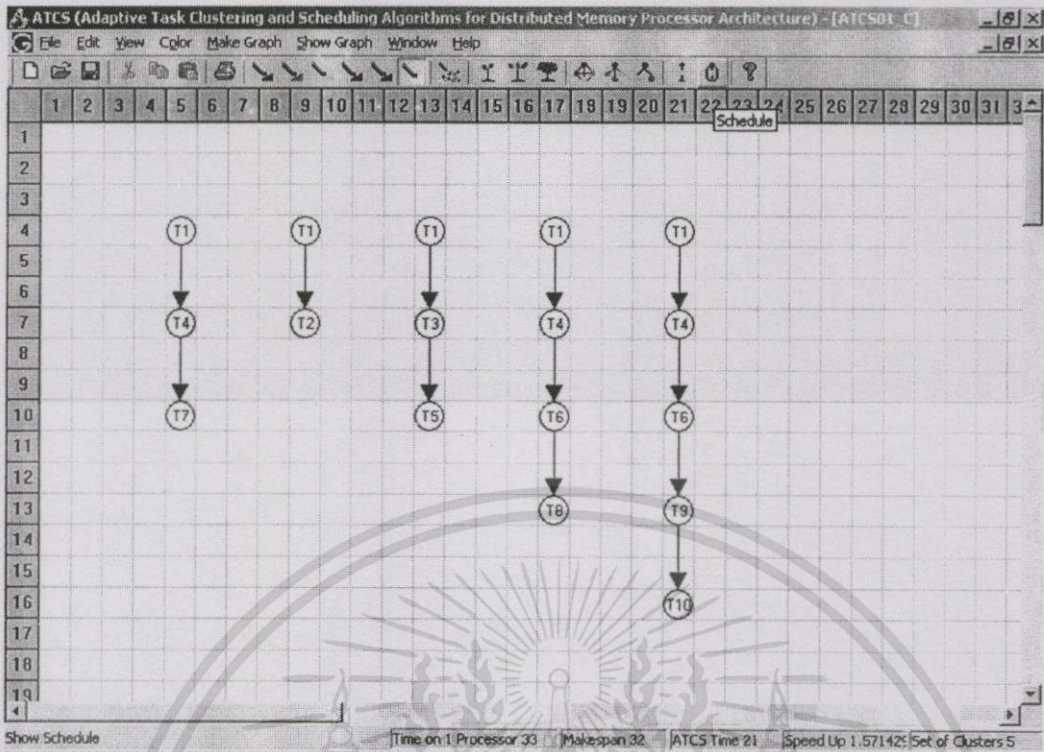 ATCS (Adaptive Task Clustering and Scheduling Algorithms for Distributed Memory Processor Architecture) - [ATCS01_C]
File Edit View Color Make Graph Show Graph Window Help
1 2 3 4 5 6 7 8 9 10 11 12 13 14 15 16 17 18 19 20 21 22 23 24 25 26 27 28 29 30 31 3
Schedule
1
2
3
4 T1 T1 T1 T1 T1
5
6
7 T4 T2 T3 T4 T4
8
9
10 T7 T5 T6 T6
11
12
13 T8 T9
14
15
16 T10
17
18
19
Show Schedule Time on 1 Processor 33 Makespan 32 ATCS Time 21 Speed Up 1.571429 Set of Clusters 5